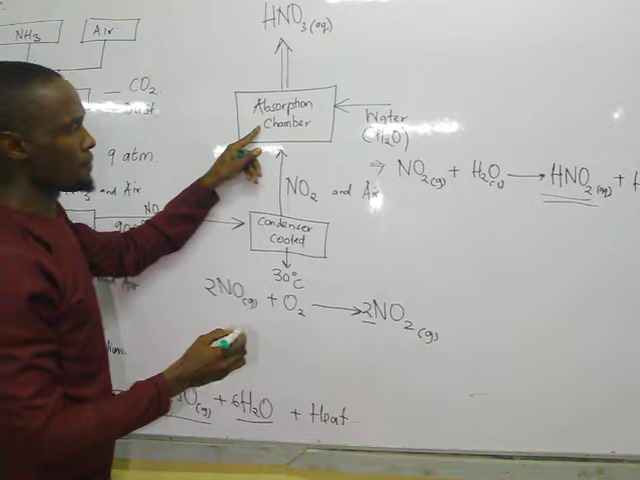 HNO3(aq)
NH3
Air
CO2
Dust
Absorption
Chamber
Water
(H2O)
9 atm.
and Air
⇒ NO2(g) + H2O(l) → HNO2(aq) +
NO2 and Air
NO
Condenser
Cooled
30°C
2NO(g) + O2 → 2NO2(g)
O(g) + 6H2O + Heat